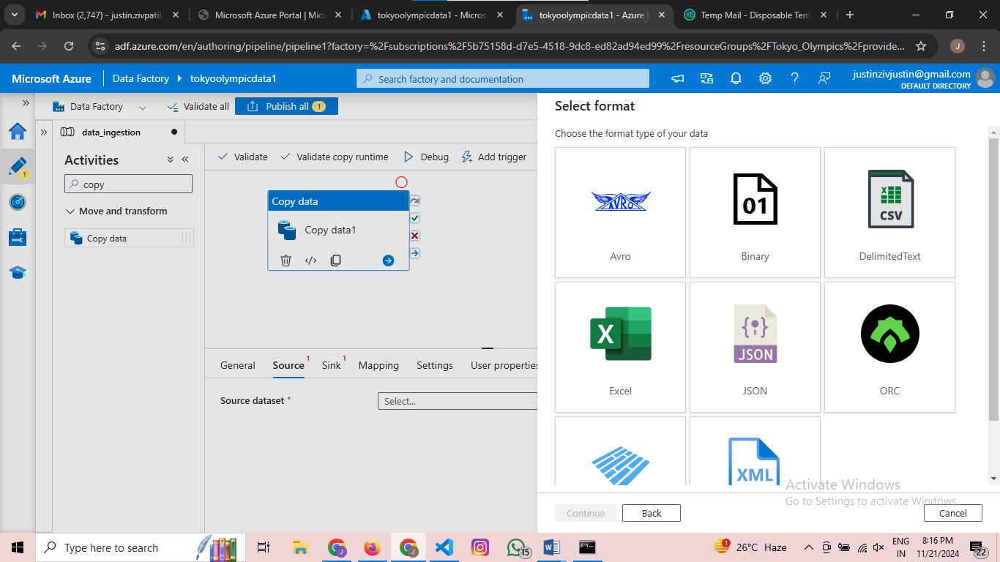 Inbox (2,747) - justin.zivpatil
Microsoft Azure Portal | Micr
tokyoolympicdata1 - Micros
tokyoolympicdata1 - Azure D
Temp Mail - Disposable Tem
adf.azure.com/en/authoring/pipeline/pipeline1?factory=%2Fsubscriptions%2F5b75158d-d7e5-4518-9dc8-ed82ad94ed99%2FresourceGroups%2FTokyo_Olympics%2Fprovide...
J
Microsoft Azure
Data Factory
tokyoolympicdata1
Search factory and documentation
justinzivjustin@gmail.com
DEFAULT DIRECTORY
Data Factory
Validate all
Publish all 1
data_ingestion
Activities
copy
Move and transform
Copy data
1
Validate
Validate copy runtime
Debug
Add trigger
Copy data
Copy data1
General
Source 1
Sink 1
Mapping
Settings
User properties
Source dataset *
Select...
Select format
Choose the format type of your data
AVRO
Avro
01
Binary
X
CSV
DelimitedText
X
Excel
JSON
JSON
ORC
XML
Activate Windows
Go to Settings to activate Windows.
Continue
Back
Cancel
Type here to search
J
J
15
W
1
26°C Haze
ENG
IN
8:16 PM
11/21/2024
22